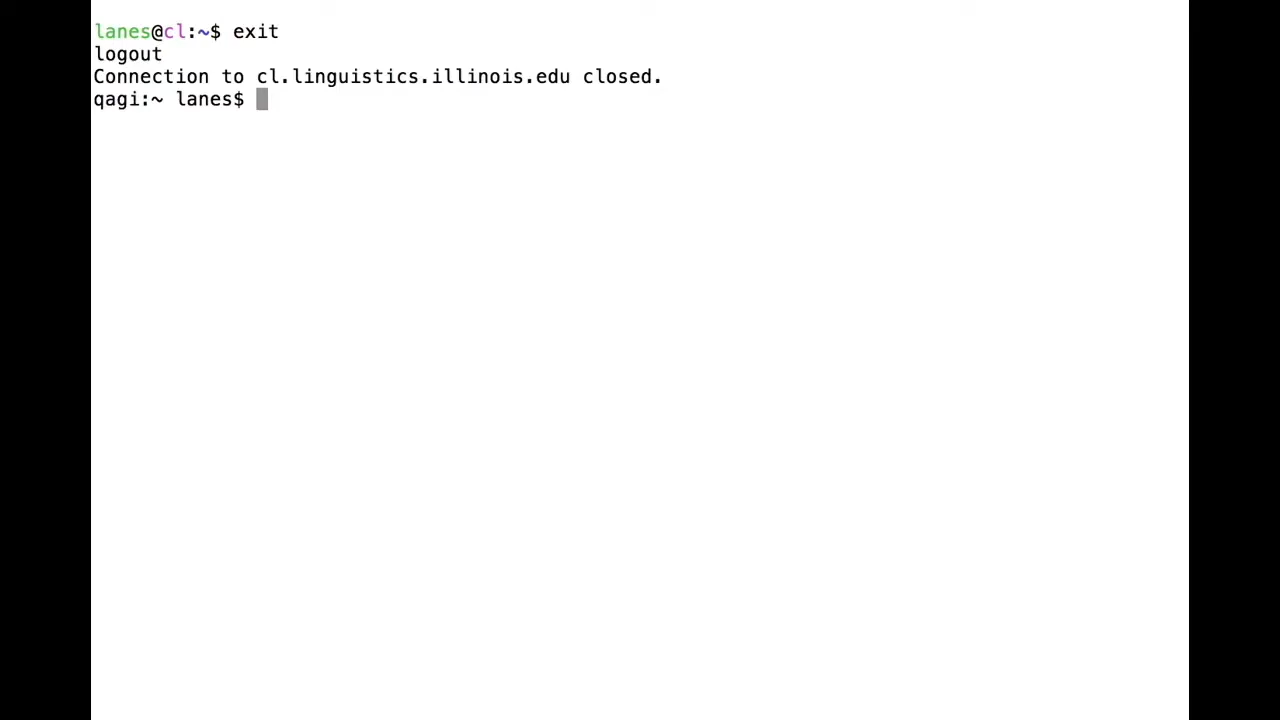 lanes@cl:~$ exit
logout
Connection to cl.linguistics.illinois.edu closed.
qagi:~ lanes$